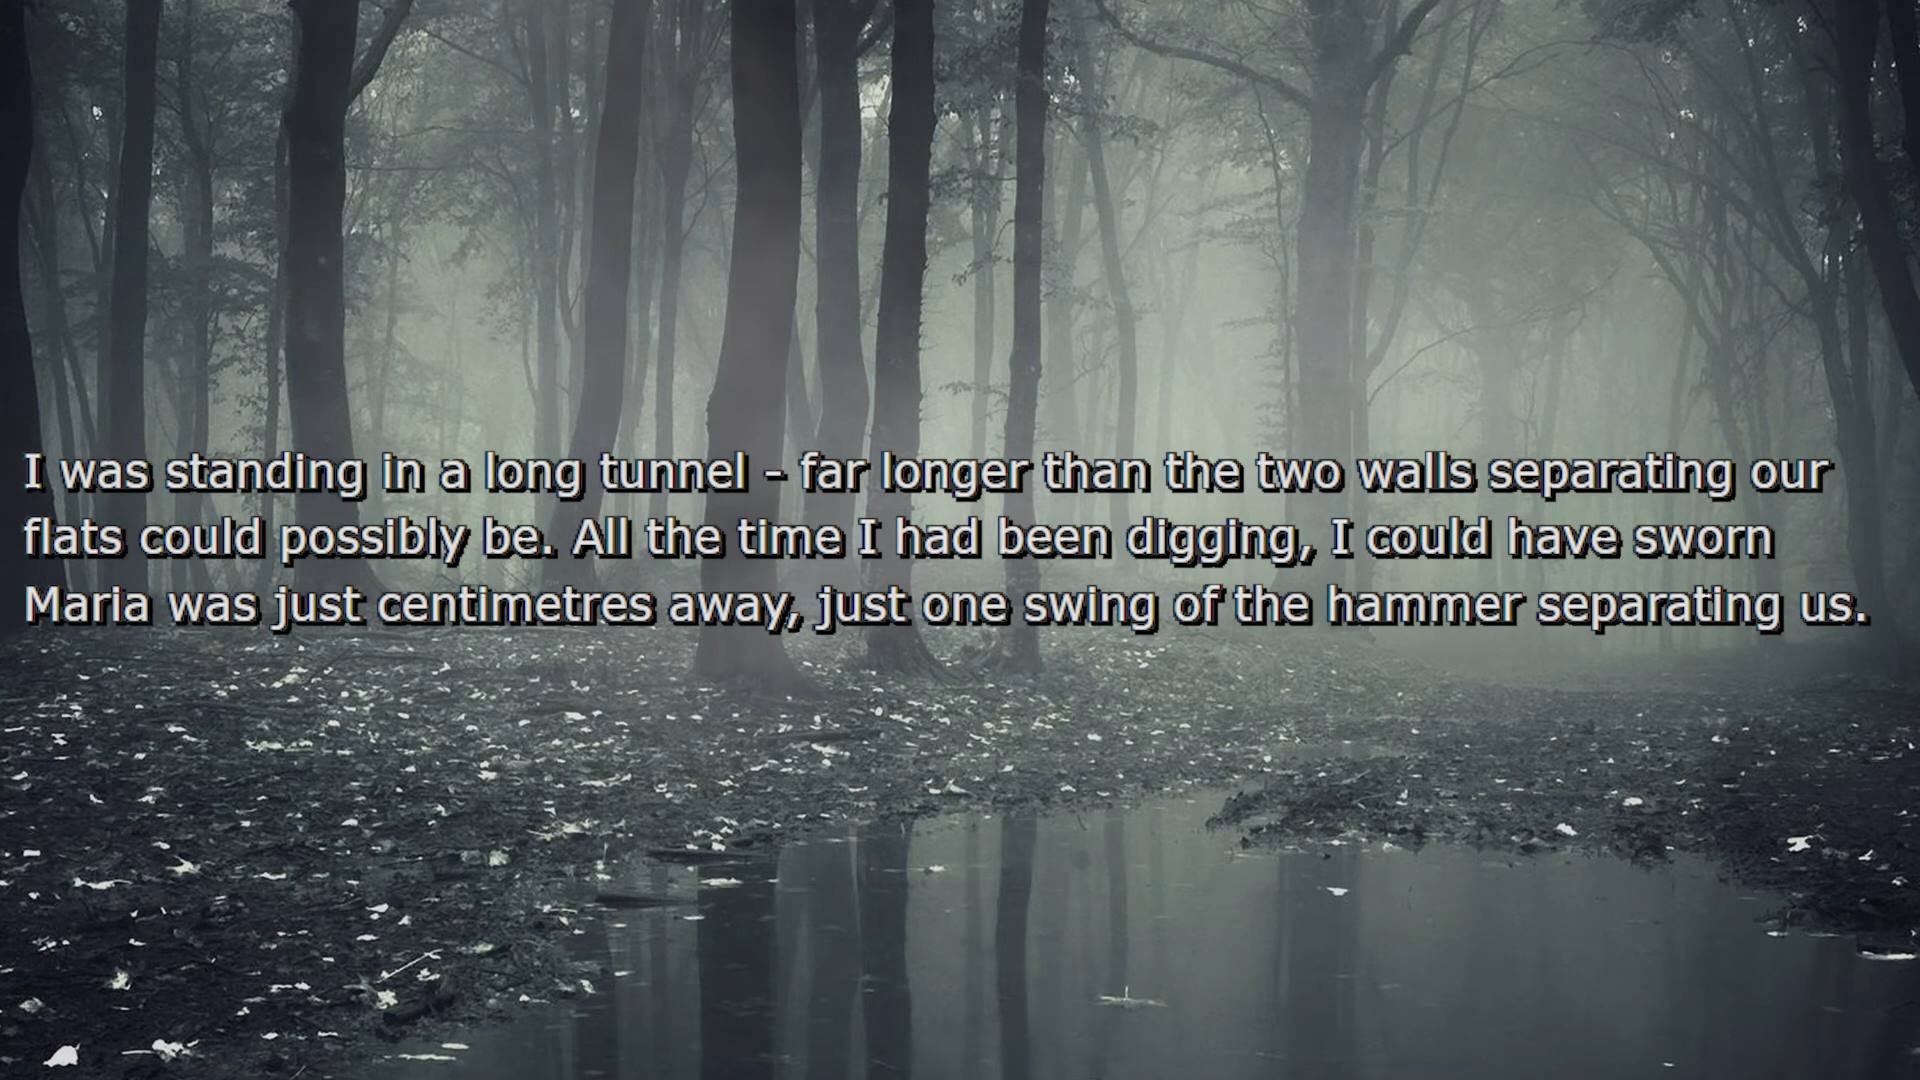 I was standing in a long tunnel - far longer than the two walls separating our
flats could possibly be. All the time I had been digging, I could have sworn
Maria was just centimetres away, just one swing of the hammer separating us.